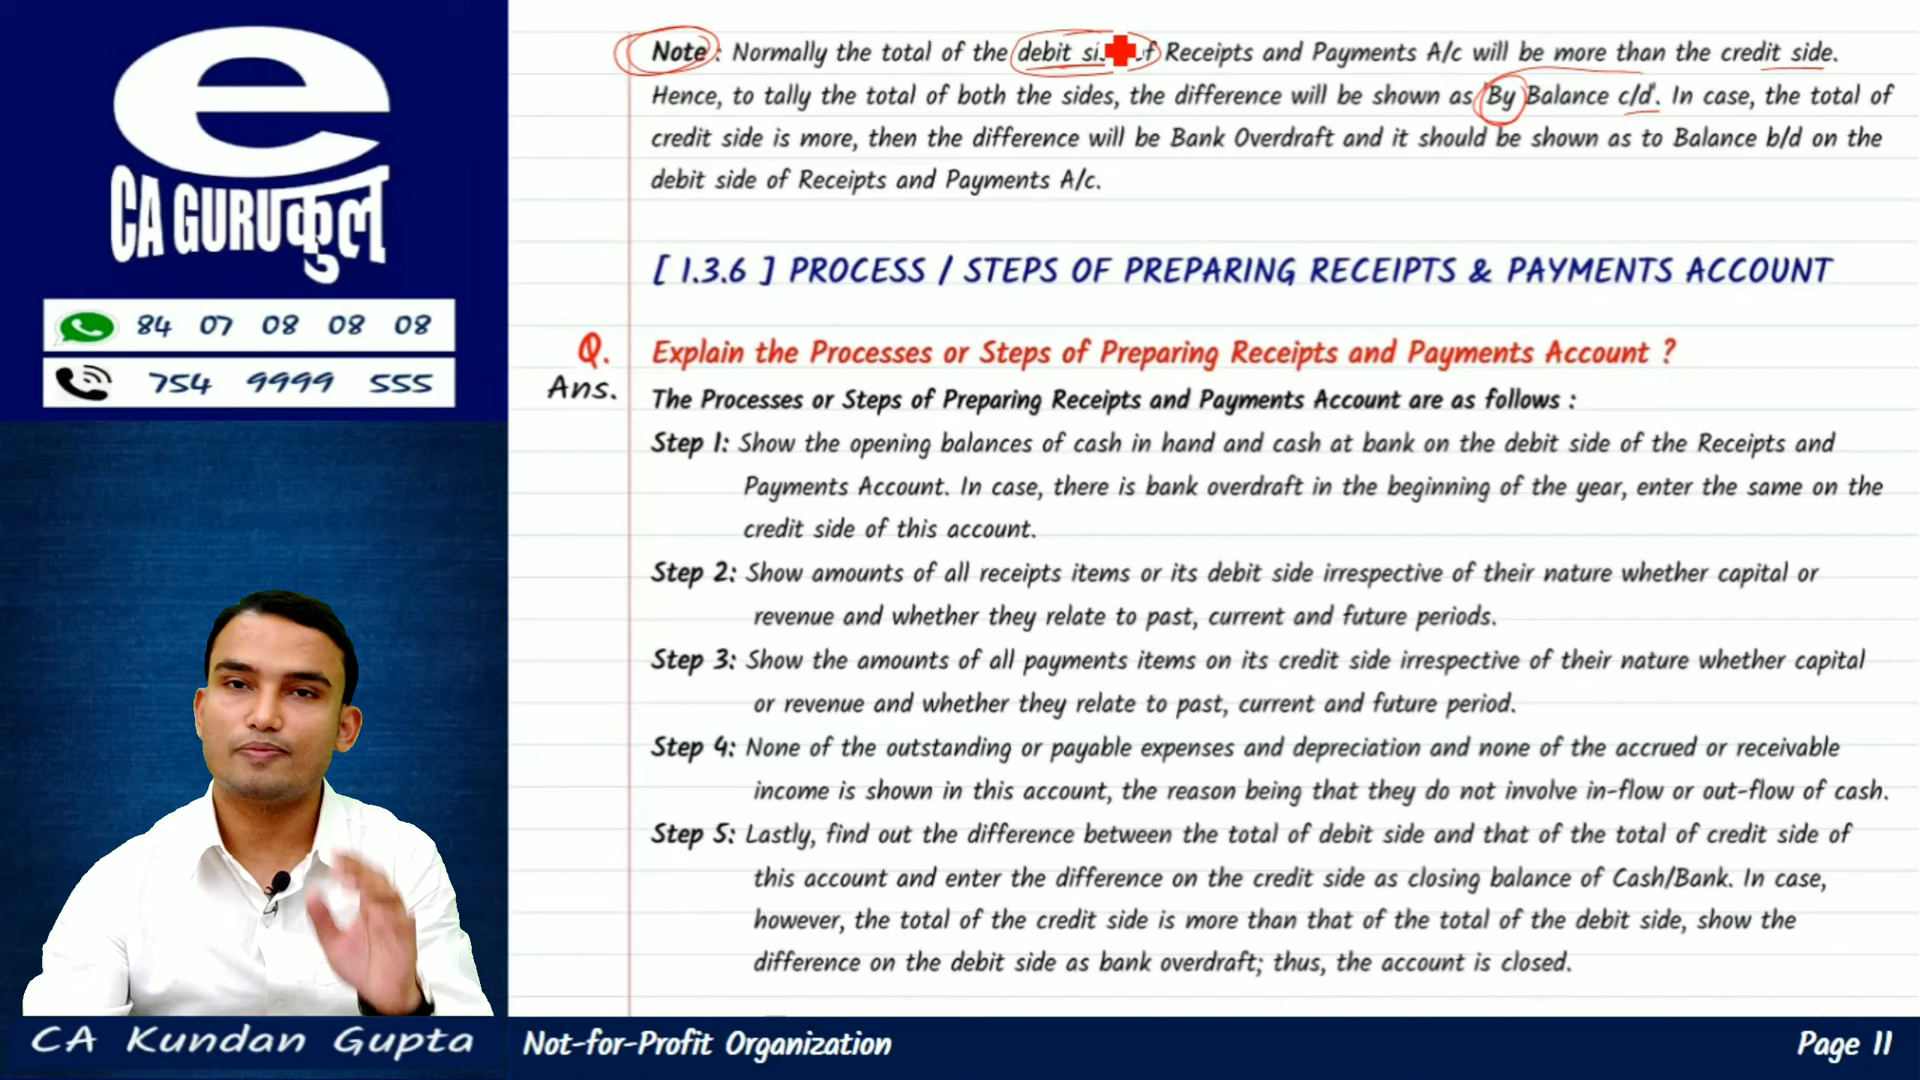 e
CA GURUकुल
84 07 08 08 08
754 9999 555
Note : Normally the total of the debit of Receipts and Payments A/c will be more than the credit side.
Hence, to tally the total of both the sides, the difference will be shown as 'By Balance c/d'. In case, the total of
credit side is more, then the difference will be Bank Overdraft and it should be shown as to Balance b/d on the
debit side of Receipts and Payments A/c.
[ 1.3.6 ] PROCESS / STEPS OF PREPARING RECEIPTS & PAYMENTS ACCOUNT
Q. Explain the Processes or Steps of Preparing Receipts and Payments Account ?
Ans. The Processes or Steps of Preparing Receipts and Payments Account are as follows :
Step 1: Show the opening balances of cash in hand and cash at bank on the debit side of the Receipts and
Payments Account. In case, there is bank overdraft in the beginning of the year, enter the same on the
credit side of this account.
Step 2: Show amounts of all receipts items or its debit side irrespective of their nature whether capital or
revenue and whether they relate to past, current and future periods.
Step 3: Show the amounts of all payments items on its credit side irrespective of their nature whether capital
or revenue and whether they relate to past, current and future period.
Step 4: None of the outstanding or payable expenses and depreciation and none of the accrued or receivable
income is shown in this account, the reason being that they do not involve in-flow or out-flow of cash.
Step 5: Lastly, find out the difference between the total of debit side and that of the total of credit side of
this account and enter the difference on the credit side as closing balance of Cash/Bank. In case,
however, the total of the credit side is more than that of the total of the debit side, show the
difference on the debit side as bank overdraft; thus, the account is closed.
CA Kundan Gupta
Not-for-Profit Organization
Page 11